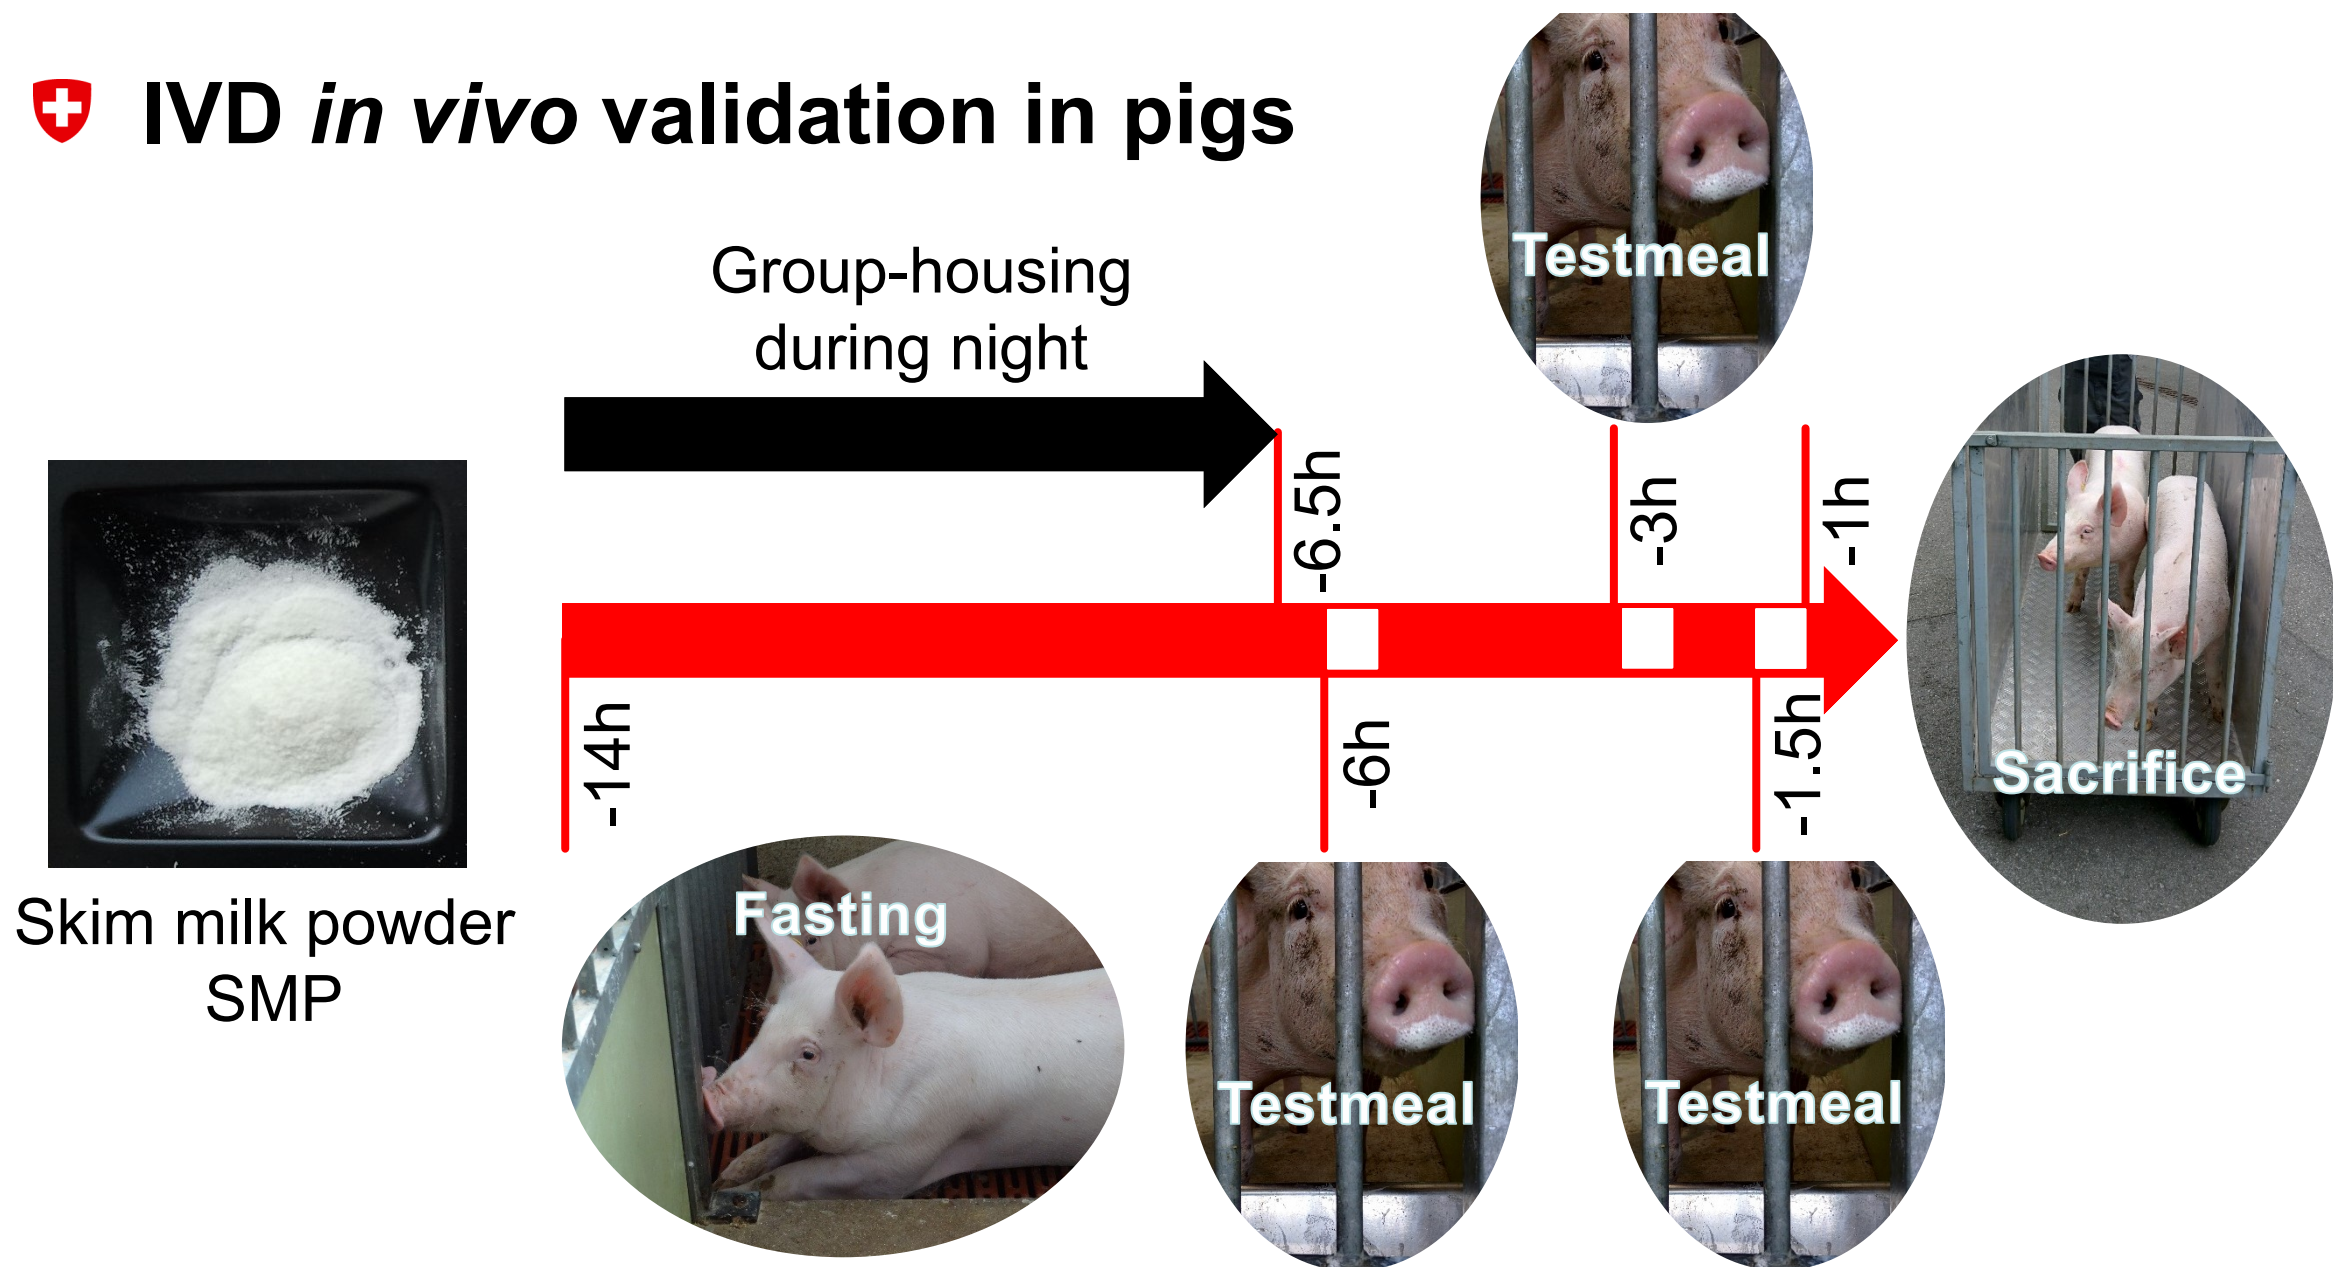 IVD in vivo validation in pigs
Testmeal
Group-housing
during night
-6.5h
-3h
-1h
-14h
-6h
-1.5h
Sacrifice
Skim milk powder
SMP
Fasting
Testmeal
Testmeal